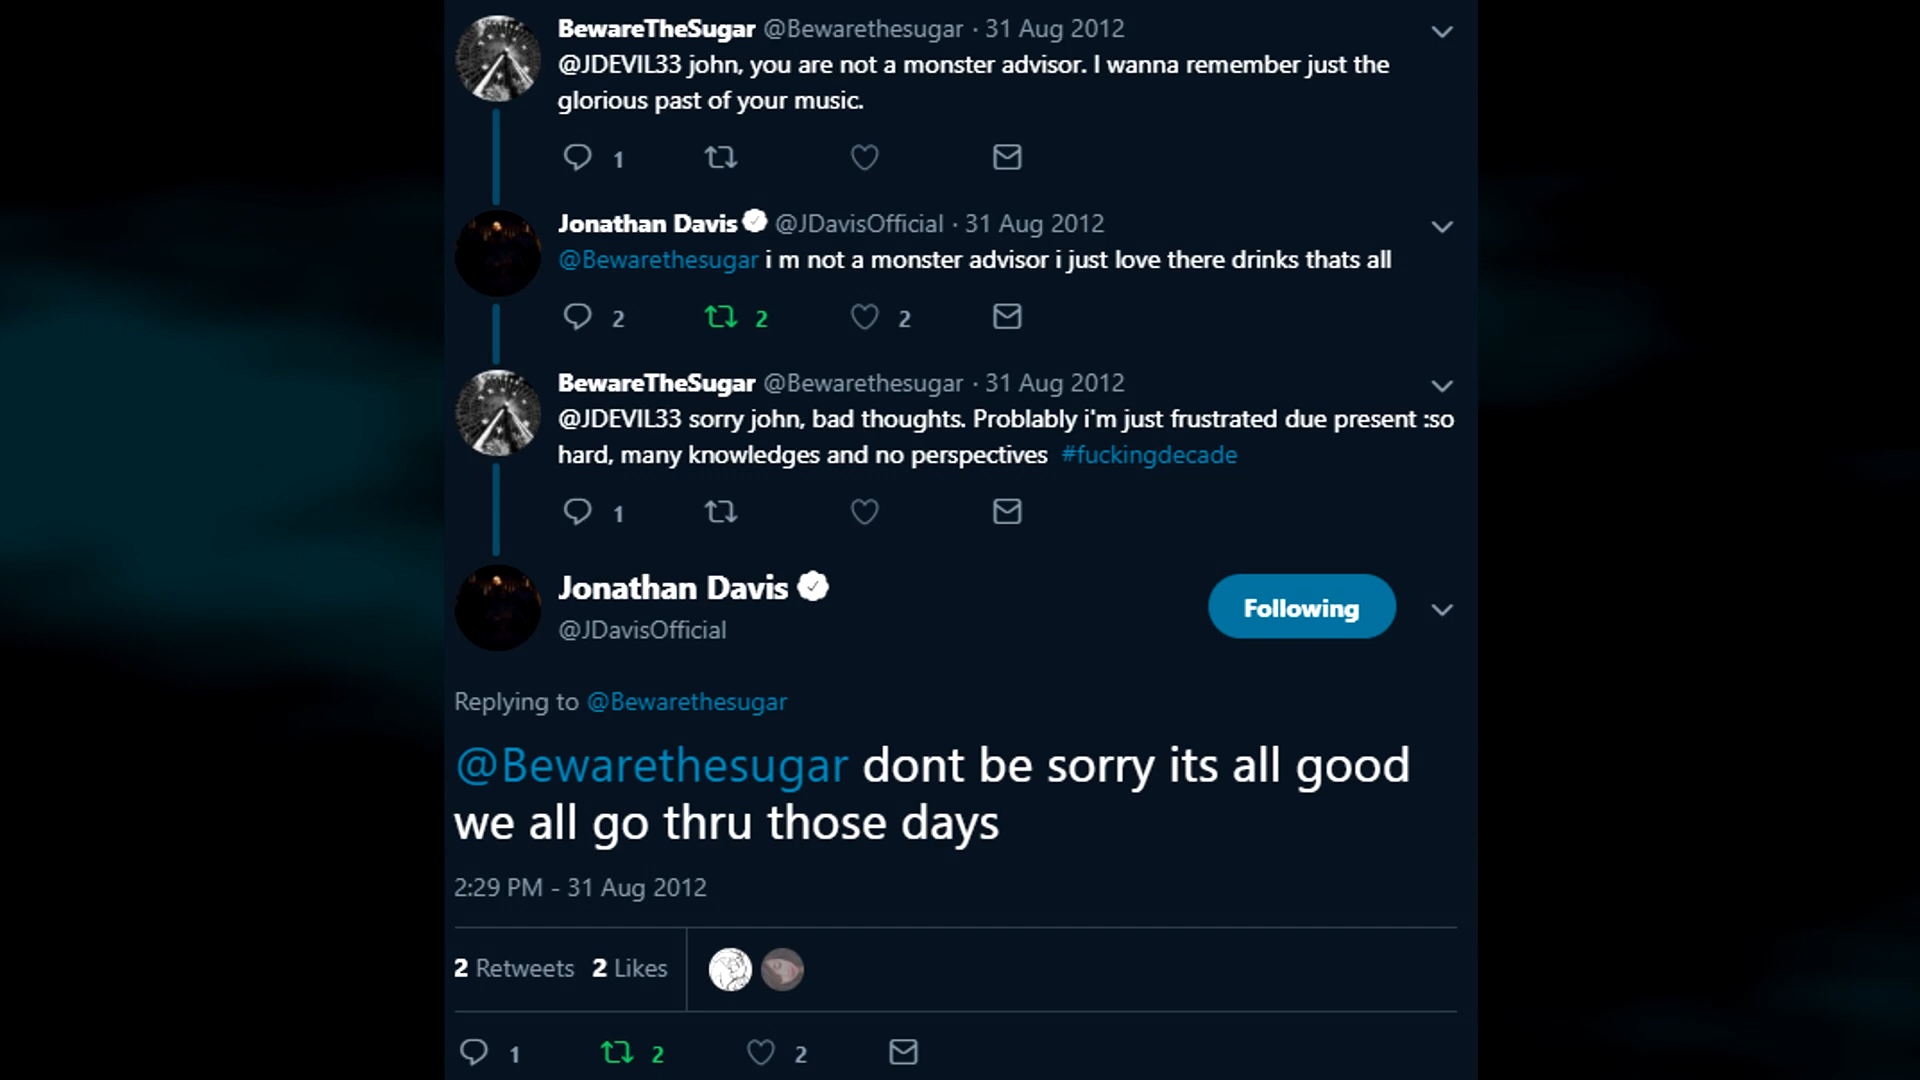 BewareTheSugar @Bewarethesugar · 31 Aug 2012
@JDEVIL33 john, you are not a monster advisor. I wanna remember just the
glorious past of your music.
1
Jonathan Davis @JDavisOfficial · 31 Aug 2012
@Bewarethesugar i m not a monster advisor i just love there drinks thats all
2 2 2
BewareTheSugar @Bewarethesugar · 31 Aug 2012
@JDEVIL33 sorry john, bad thoughts. Problably i'm just frustrated due present :so
hard, many knowledges and no perspectives #fuckingdecade
1
Jonathan Davis
Following
@JDavisOfficial
Replying to @Bewarethesugar
@Bewarethesugar dont be sorry its all good
we all go thru those days
2:29 PM - 31 Aug 2012
2 Retweets 2 Likes
1 2 2